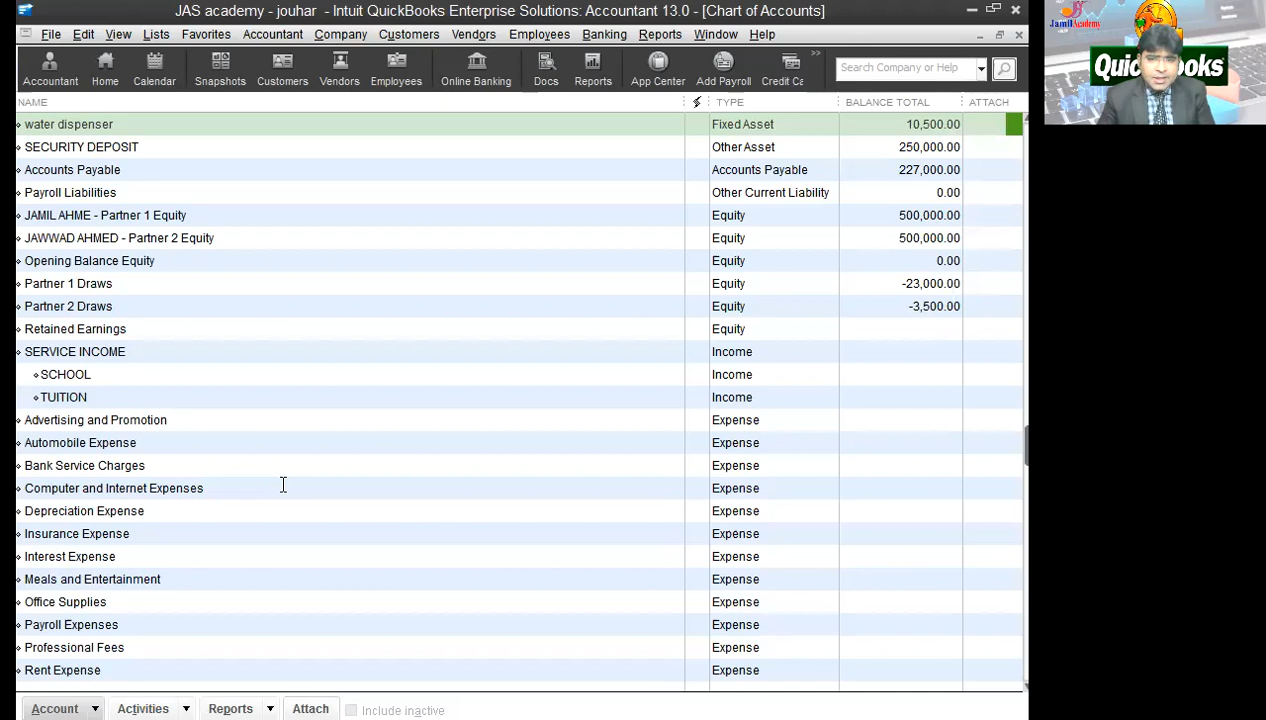 JAS academy - jouhar - Intuit QuickBooks Enterprise Solutions: Accountant 13.0 - [Chart of Accounts]
File Edit View Lists Favorites Accountant Company Customers Vendors Employees Banking Reports Window Help
Accountant Home Calendar Snapshots Customers Vendors Employees Online Banking Docs Reports App Center Add Payroll Credit Ca
Search Company or Help
NAME TYPE BALANCE TOTAL ATTACH
water dispenser Fixed Asset 10,500.00
SECURITY DEPOSIT Other Asset 250,000.00
Accounts Payable Accounts Payable 227,000.00
Payroll Liabilities Other Current Liability 0.00
JAMIL AHME - Partner 1 Equity Equity 500,000.00
JAWWAD AHMED - Partner 2 Equity Equity 500,000.00
Opening Balance Equity Equity 0.00
Partner 1 Draws Equity -23,000.00
Partner 2 Draws Equity -3,500.00
Retained Earnings Equity
SERVICE INCOME Income
SCHOOL Income
TUITION Income
Advertising and Promotion Expense
Automobile Expense Expense
Bank Service Charges Expense
Computer and Internet Expenses Expense
Depreciation Expense Expense
Insurance Expense Expense
Interest Expense Expense
Meals and Entertainment Expense
Office Supplies Expense
Payroll Expenses Expense
Professional Fees Expense
Rent Expense Expense
Account Activities Reports Attach Include inactive
Jamil Academy
QuickBooks